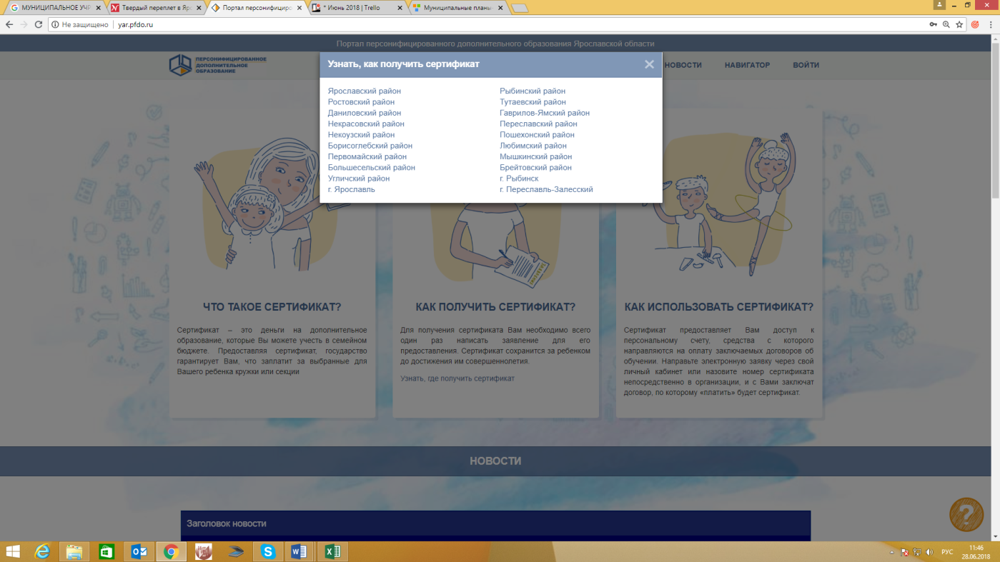 МУНИЦИПАЛЬНОЕ УЧР
Твердый переплет в Яро
Портал персонифициро
* Июнь 2018 | Trello
Муниципальные планы
Не защищено
yar.pfdo.ru
Портал персонифицированного дополнительного образования Ярославской области
ПЕРСОНИФИЦИРОВАННОЕ
ДОПОЛНИТЕЛЬНОЕ
ОБРАЗОВАНИЕ
НОВОСТИ
НАВИГАТОР
ВОЙТИ
Узнать, как получить сертификат
Ярославский район
Ростовский район
Даниловский район
Некрасовский район
Некоузский район
Борисоглебский район
Первомайский район
Большесельский район
Угличский район
г. Ярославль
Рыбинский район
Тутаевский район
Гаврилов-Ямский район
Переславский район
Пошехонский район
Любимский район
Мышкинский район
Брейтовский район
г. Рыбинск
г. Переславль-Залесский
ЧТО ТАКОЕ СЕРТИФИКАТ?
Сертификат – это деньги на дополнительное
образование, которые Вы можете учесть в семейном
бюджете. Предоставляя сертификат, государство
гарантирует Вам, что заплатит за выбранные для
Вашего ребенка кружки или секции
КАК ПОЛУЧИТЬ СЕРТИФИКАТ?
Для получения сертификата Вам необходимо всего
один раз написать заявление для его
предоставления. Сертификат сохранится за ребенком
до достижения им совершеннолетия.
Узнать, где получить сертификат
КАК ИСПОЛЬЗОВАТЬ СЕРТИФИКАТ?
Сертификат предоставляет Вам доступ к
персональному счету, средства с которого
направляются на оплату заключаемых договоров об
обучении. Направьте электронную заявку через свой
личный кабинет или назовите номер сертификата
непосредственно в организации, и с Вами заключат
договор, по которому «платить» будет сертификат.
НОВОСТИ
Заголовок новости
РУС
11:46
28.06.2018